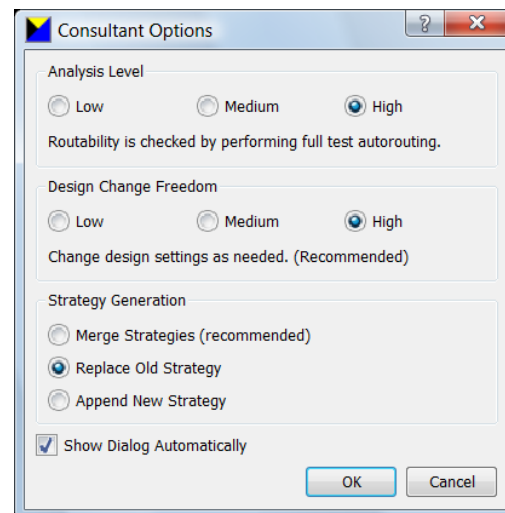 Consultant Options
?
Analysis Level
Low Medium High
Routability is checked by performing full test autorouting.
Design Change Freedom
Low Medium High
Change design settings as needed. (Recommended)
Strategy Generation
Merge Strategies (recommended)
Replace Old Strategy
Append New Strategy
Show Dialog Automatically
OK Cancel